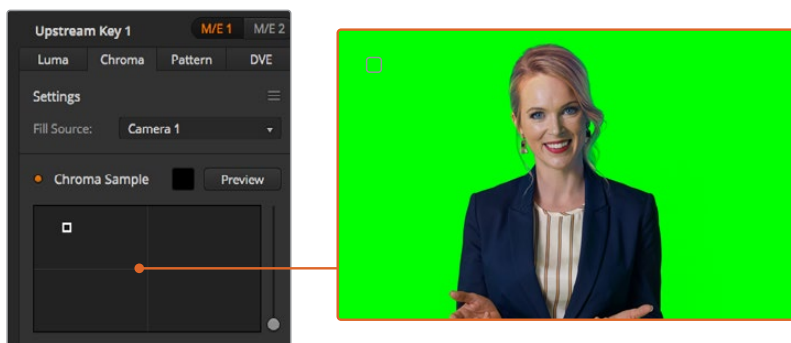 Upstream Key 1 M/E 1 M/E 2
Luma Chroma Pattern DVE
Settings
Fill Source: Camera 1
Chroma Sample Preview